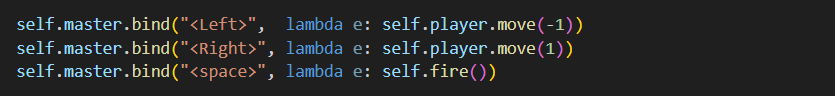 self.master.bind("<Left>",  lambda e: self.player.move(-1))
self.master.bind("<Right>", lambda e: self.player.move(1))
self.master.bind("<space>", lambda e: self.fire())